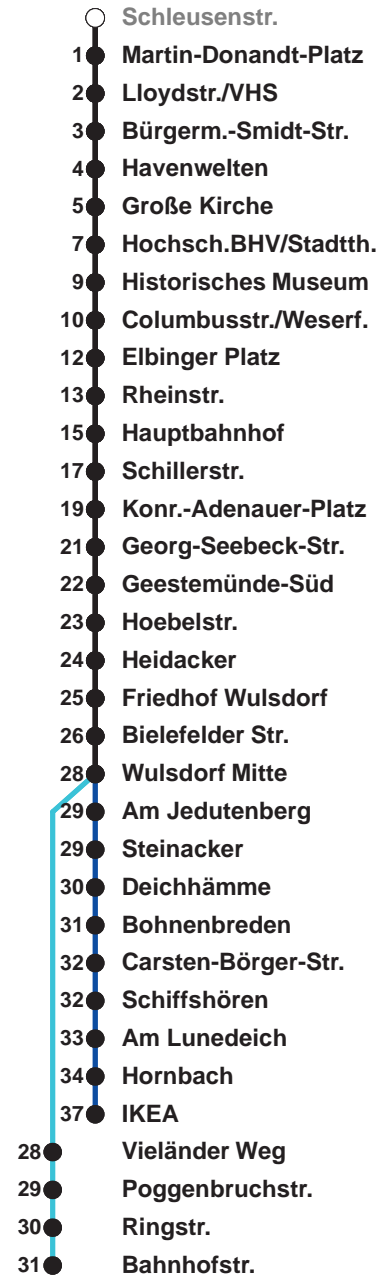 Schleusenstr.
1 Martin-Donandt-Platz
2 Lloydstr./VHS
3 Bürgerm.-Smidt-Str.
4 Havenwelten
5 Große Kirche
7 Hochsch.BHV/Stadtth.
9 Historisches Museum
10 Columbusstr./Weserf.
12 Elbinger Platz
13 Rheinstr.
15 Hauptbahnhof
17 Schillerstr.
19 Konr.-Adenauer-Platz
21 Georg-Seebeck-Str.
22 Geestemünde-Süd
23 Hoebelstr.
24 Heidacker
25 Friedhof Wulsdorf
26 Bielefelder Str.
28 Wulsdorf Mitte
29 Am Jedutenberg
29 Steinacker
30 Deichhämme
31 Bohnenbreden
32 Carsten-Börger-Str.
32 Schiffshören
33 Am Lunedeich
34 Hornbach
37 IKEA
28 Vieländer Weg
29 Poggenbruchstr.
30 Ringstr.
31 Bahnhofstr.